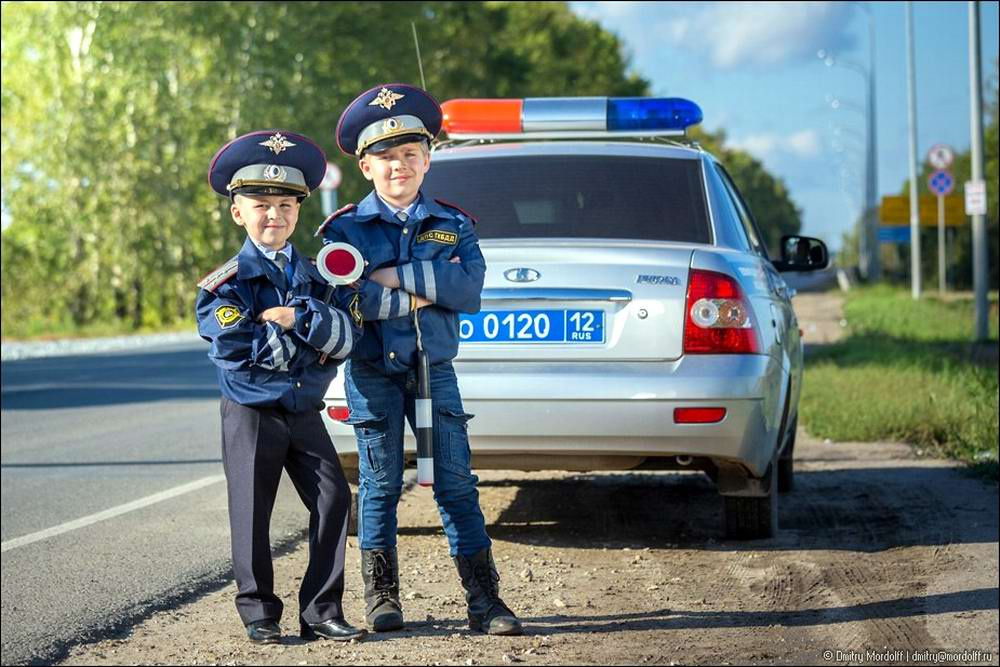 ДПС ГИБДД
PRIORA
О 0120 12
RUS
© Dmitry Mordolff | dmitry@mordolff.ru